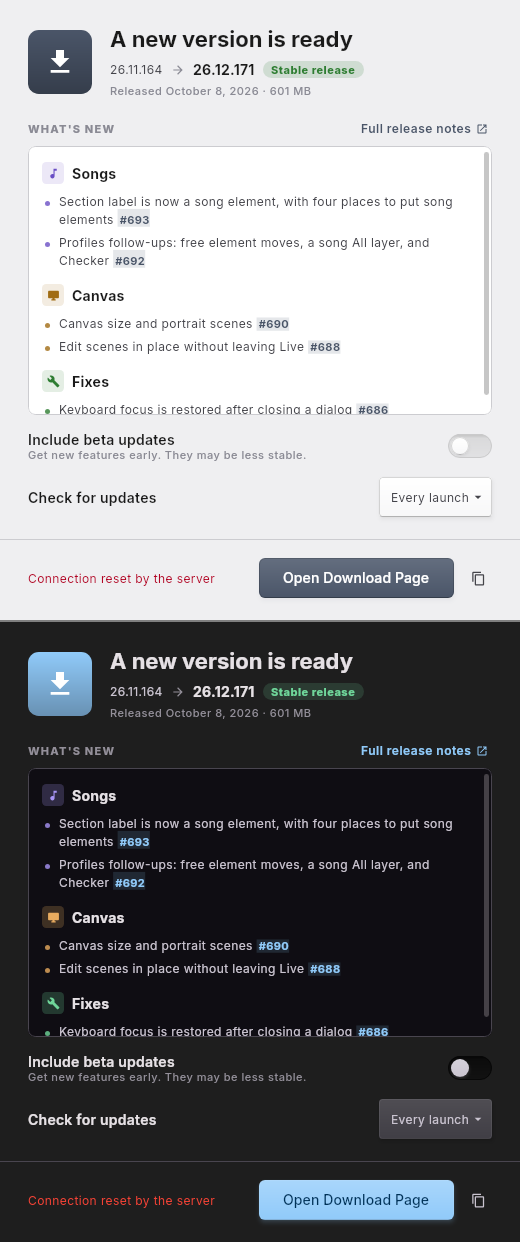 A new version is ready
26.11.164 → 26.12.171 Stable release
Released October 8, 2026 · 601 MB
WHAT'S NEW Full release notes
Songs
Section label is now a song element, with four places to put song
elements #693
Profiles follow-ups: free element moves, a song All layer, and
Checker #692
Canvas
Canvas size and portrait scenes #690
Edit scenes in place without leaving Live #688
Fixes
Keyboard focus is restored after closing a dialog #686
Include beta updates
Get new features early. They may be less stable.
Check for updates Every launch
Connection reset by the server Open Download Page
A new version is ready
26.11.164 → 26.12.171 Stable release
Released October 8, 2026 · 601 MB
WHAT'S NEW Full release notes
Songs
Section label is now a song element, with four places to put song
elements #693
Profiles follow-ups: free element moves, a song All layer, and
Checker #692
Canvas
Canvas size and portrait scenes #690
Edit scenes in place without leaving Live #688
Fixes
Keyboard focus is restored after closing a dialog #686
Include beta updates
Get new features early. They may be less stable.
Check for updates Every launch
Connection reset by the server Open Download Page